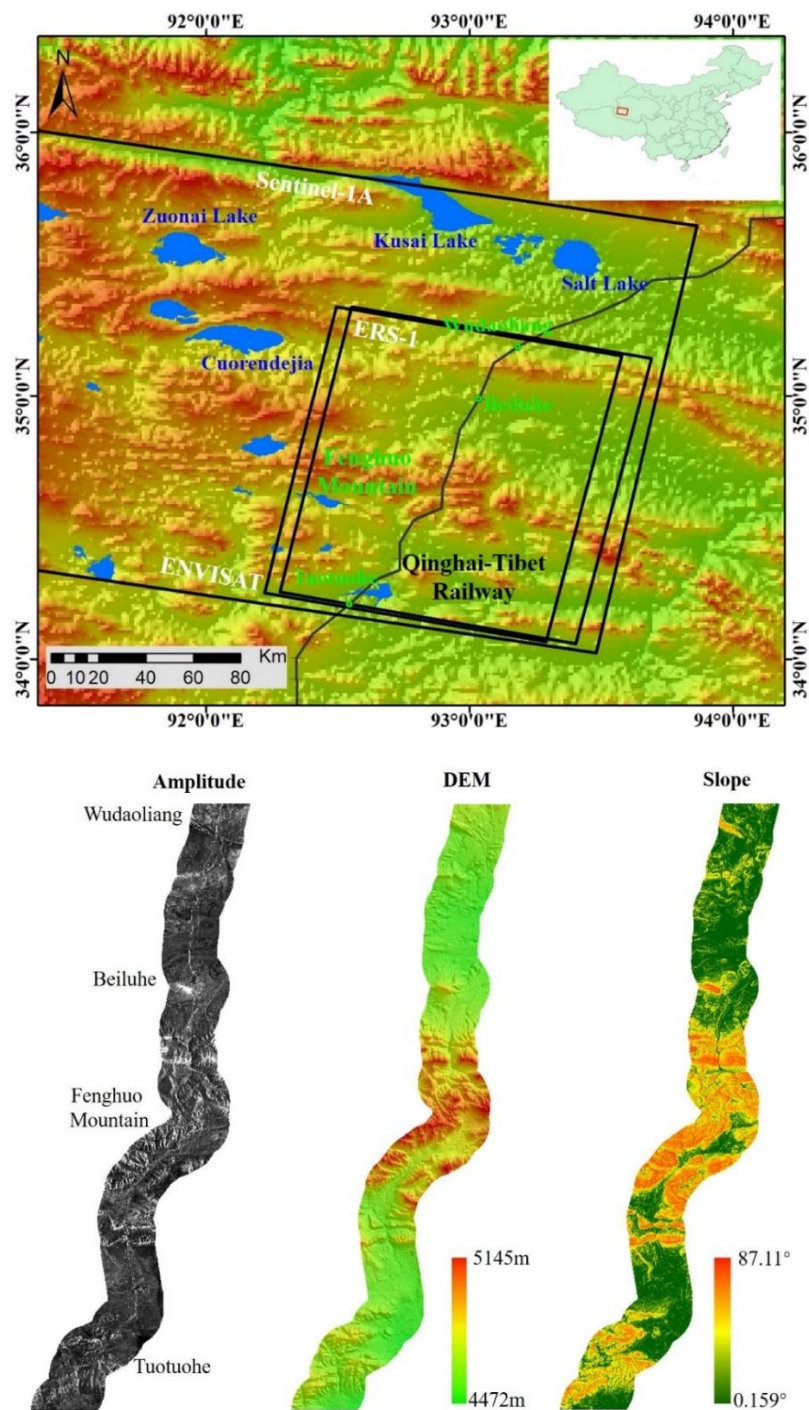 92°0'0"E
93°0'0"E
94°0'0"E
N
36°0'0"N
36°0'0"N
Sentinel-1A
Zuonai Lake
Kusai Lake
Salt Lake
Wudaoliang
ERS-1
Cuorendejia
35°0'0"N
35°0'0"N
Beiluhe
Fenghuo
Mountain
ENVISAT
Tuotuohe
Qinghai-Tibet
Railway
34°0'0"N
34°0'0"N
Km
0 10 20 40 60 80
92°0'0"E
93°0'0"E
94°0'0"E
Amplitude
DEM
Slope
Wudaoliang
Beiluhe
Fenghuo
Mountain
5145m
87.11°
Tuotuohe
4472m
0.159°